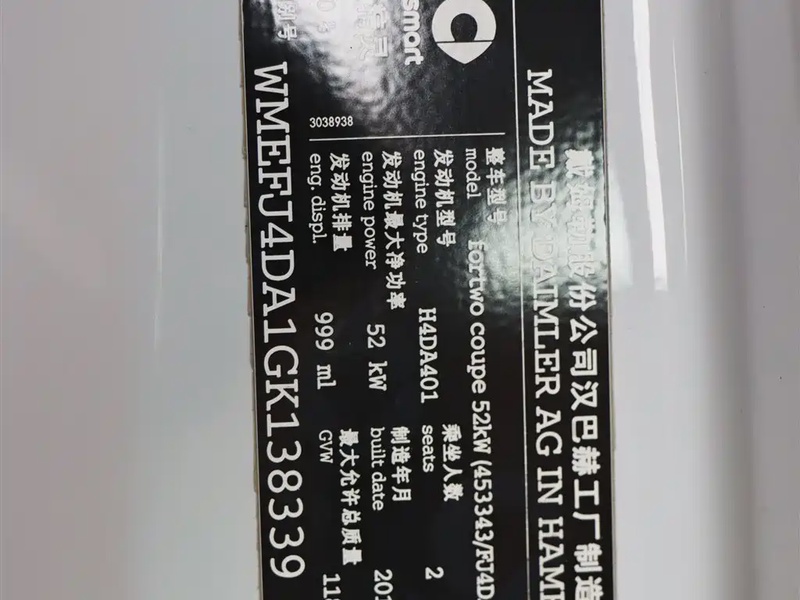 戴姆勒股份公司汉巴赫工厂制造
MADE BY DAIMLER AG IN HAMB
smart
整车型号
model fortwo coupe 52kW (453343/FJ4D
发动机型号
engine type H4DA401
乘坐人数
seats 2
发动机最大净功率
engine power 52 kW
制造年月
built date 201
发动机排量
eng. displ. 999 ml
最大允许总质量
GVW 118
3038938
WMEFJ4DA1GK138339